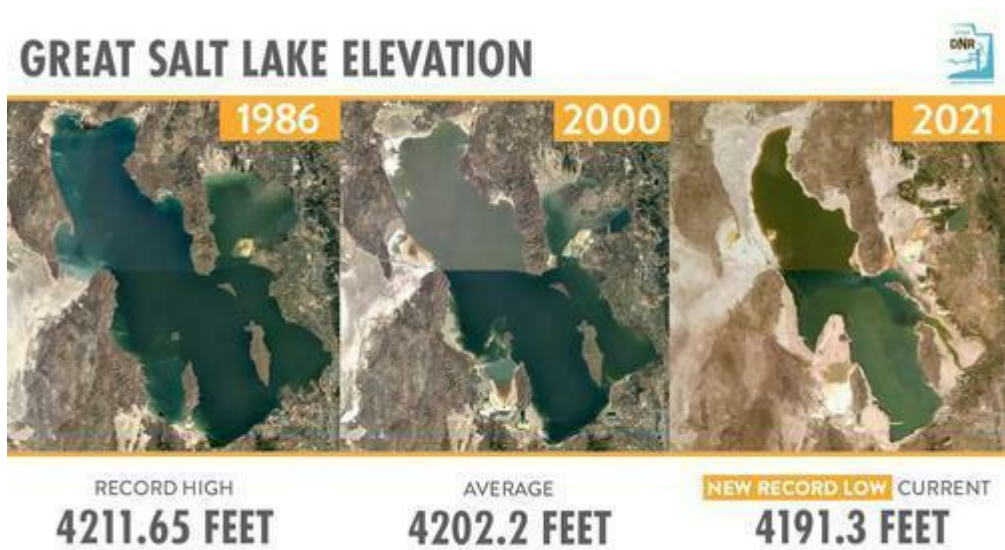 GREAT SALT LAKE ELEVATION
DNR
1986
2000
2021
RECORD HIGH
4211.65 FEET
AVERAGE
4202.2 FEET
NEW RECORD LOW CURRENT
4191.3 FEET